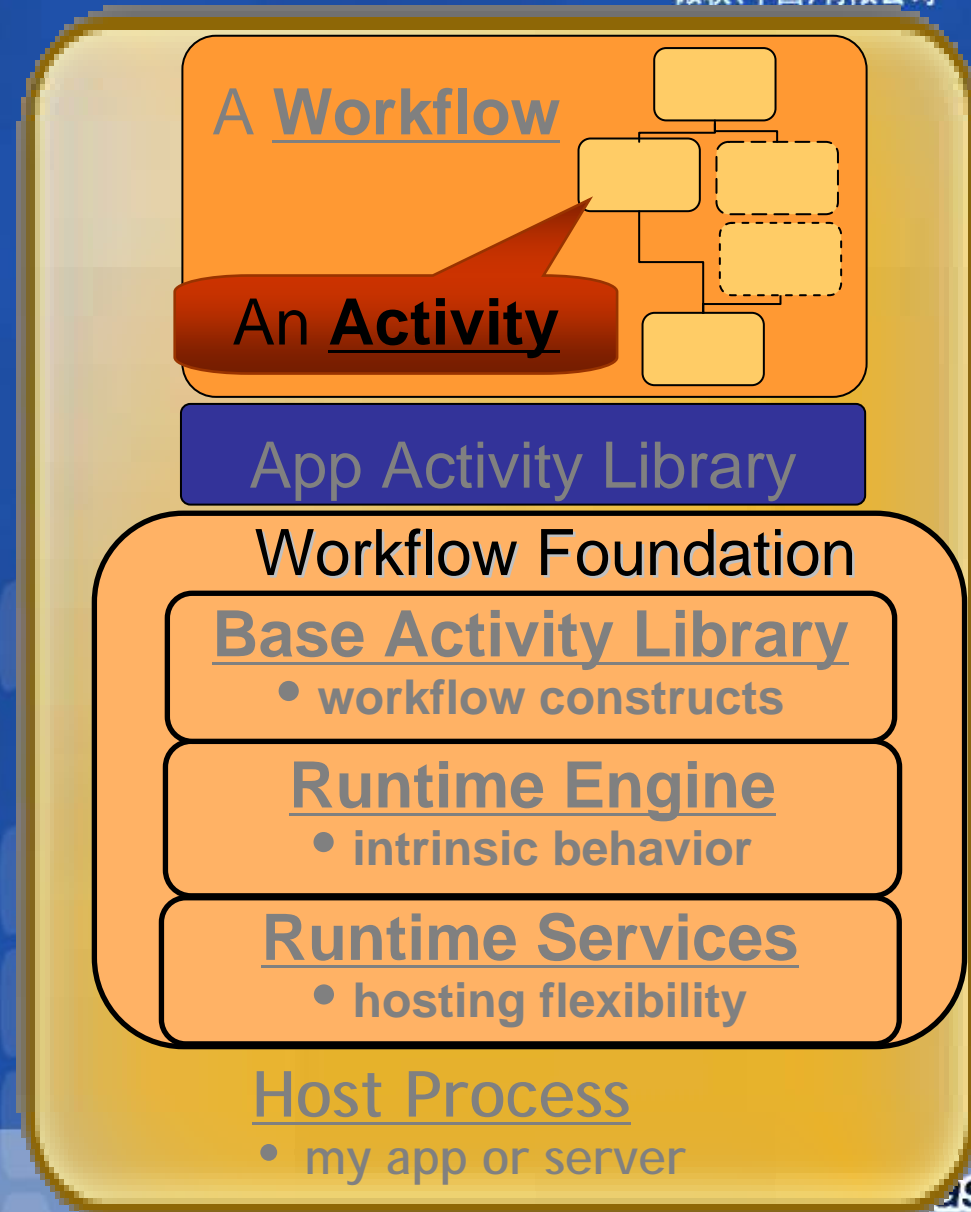 A Workflow
An Activity
App Activity Library
Workflow Foundation
Base Activity Library
• workflow constructs
Runtime Engine
• intrinsic behavior
Runtime Services
• hosting flexibility
Host Process
• my app or server